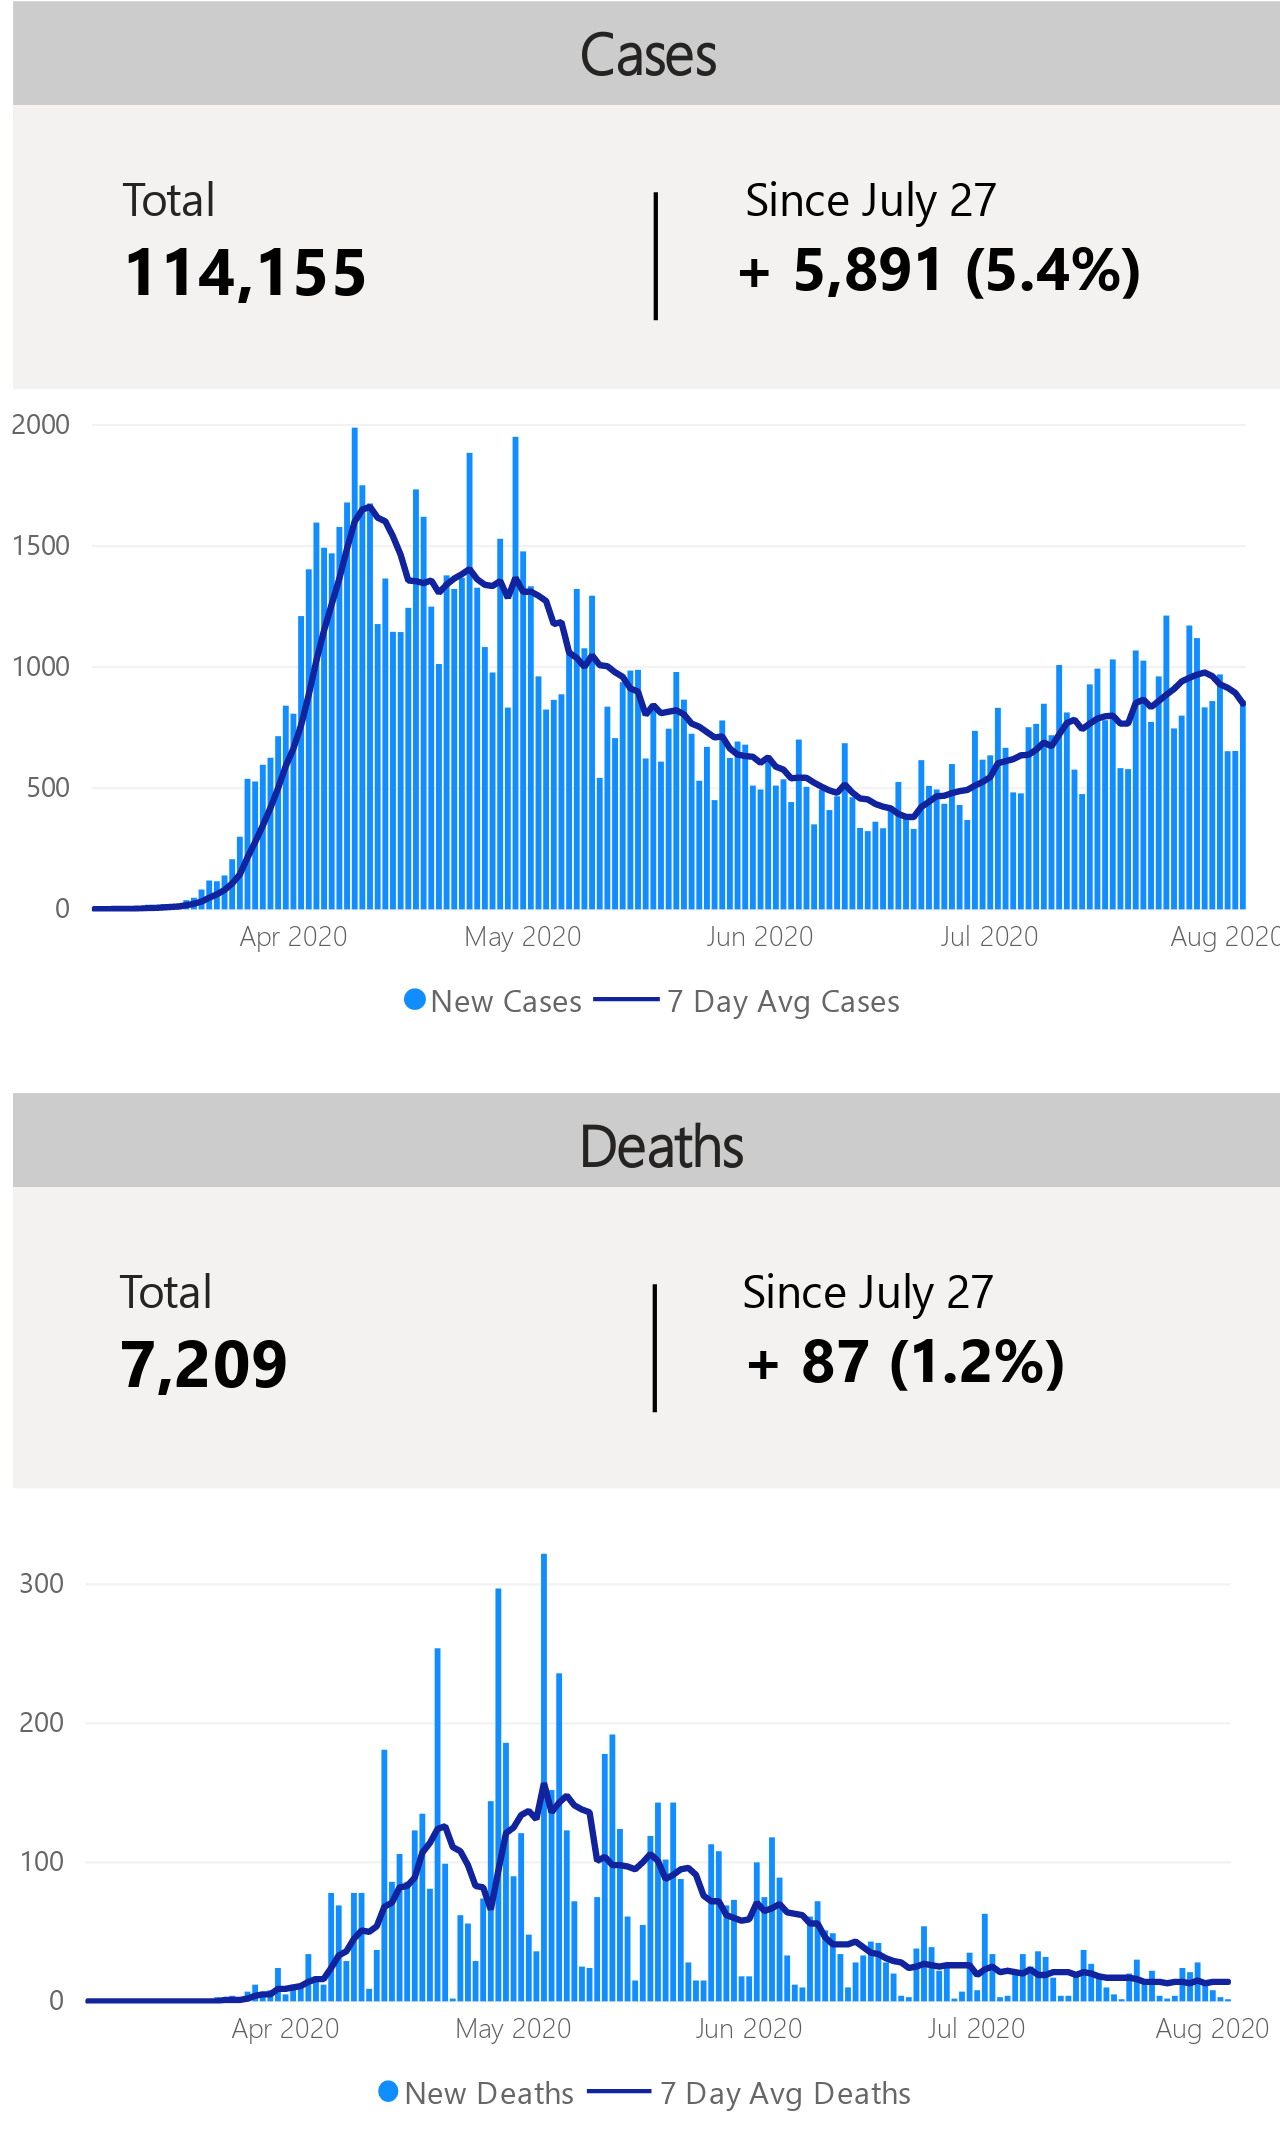 Cases
Total
Since July 27
114,155
+ 5,891 (5.4%)
2000
1500
1000
500
0
Apr 2020
May 2020
Jun 2020
Jul 2020
Aug 2020
New Cases
7 Day Avg Cases
Deaths
Total
Since July 27
7,209
+ 87 (1.2%)
300
200
100
0
Apr 2020
May 2020
Jun 2020
Jul 2020
Aug 2020
New Deaths
7 Day Avg Deaths